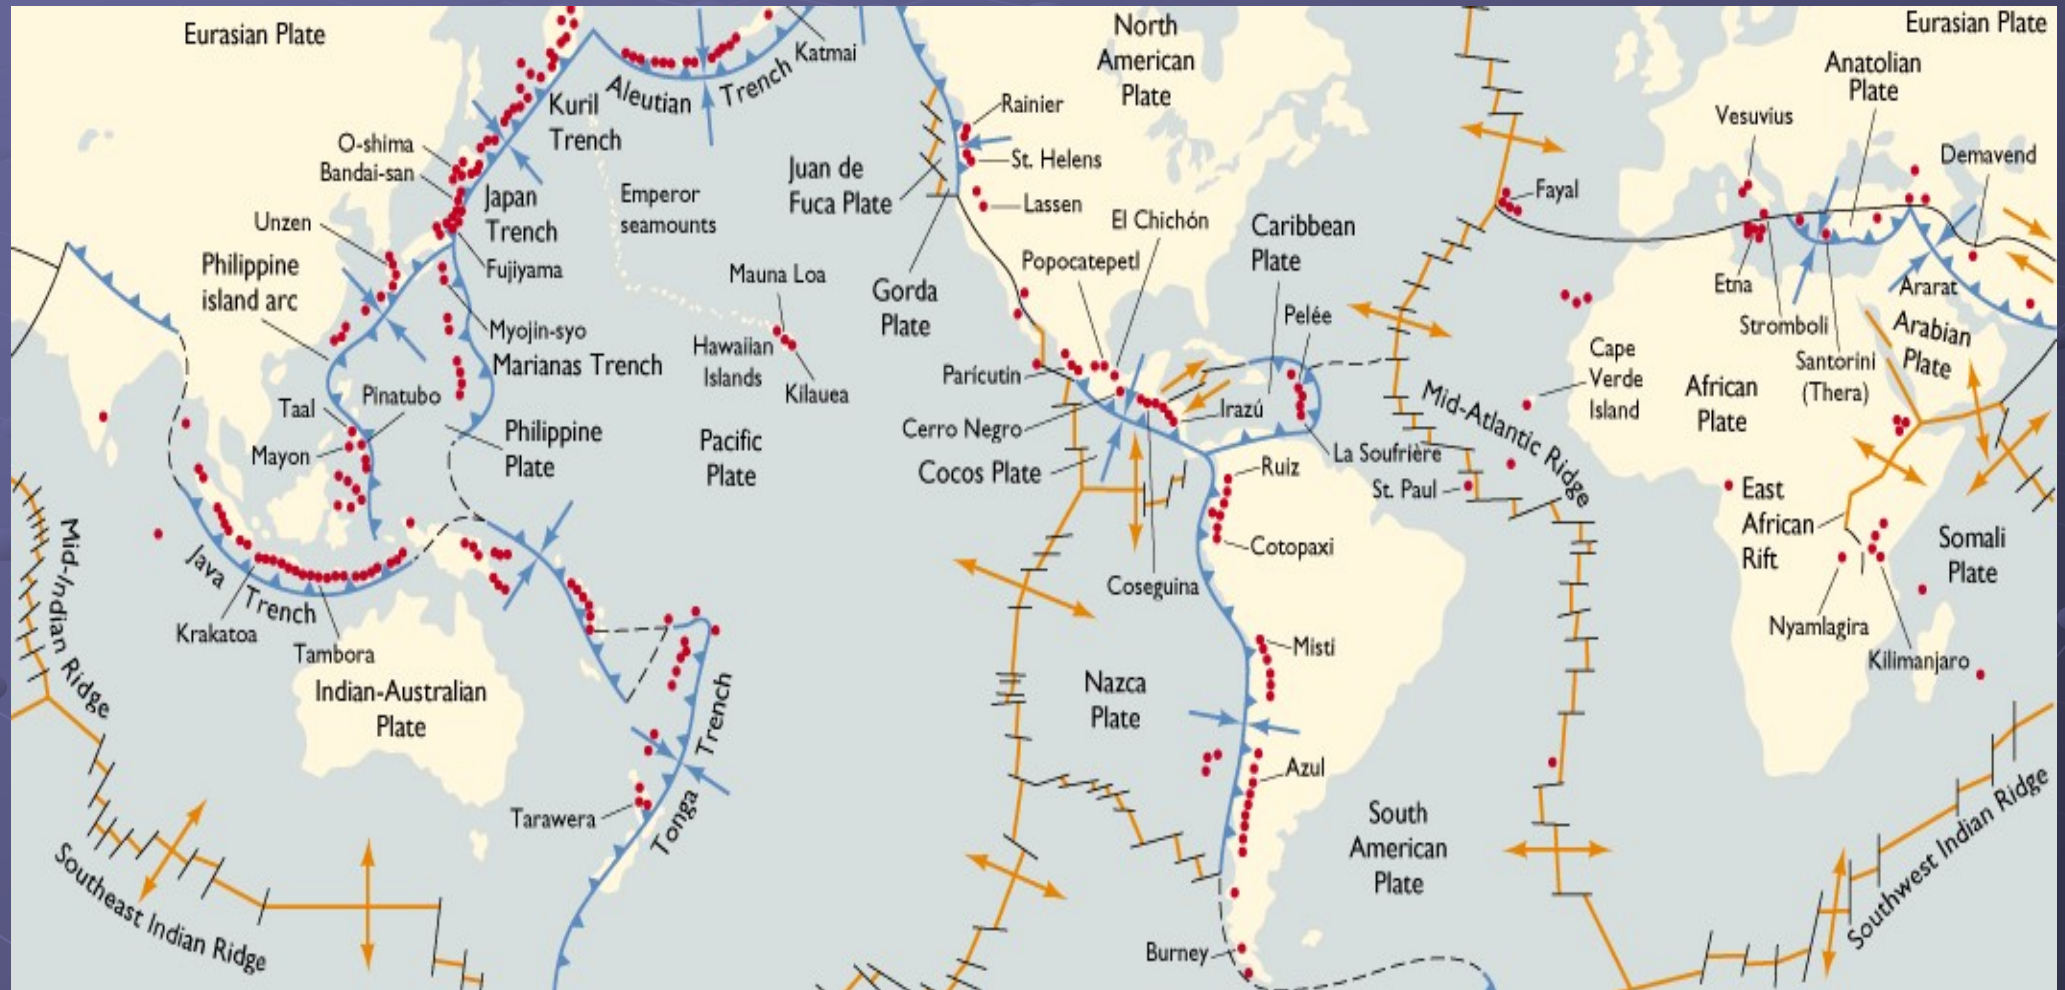 Eurasian Plate
Katmai
Aleutian Trench
Kuril
Trench
O-shima
Bandai-san
Japan
Trench
Unzen
Fujiyama
Philippine
island arc
Myojin-syo
Marianas Trench
Taal
Pinatubo
Mayon
Philippine
Plate
Emperor
seamounts
Mauna Loa
Hawaiian
Islands
Kilauea
Pacific
Plate
Java Trench
Krakatoa
Tambora
Mid-Indian Ridge
Indian-Australian
Plate
Tarawera
Tonga Trench
Southeast Indian Ridge
North
American
Plate
Rainier
St. Helens
Juan de
Fuca Plate
Lassen
Gorda
Plate
El Chichón
Popocatepetl
Caribbean
Plate
Pelée
Parícutin
Irazú
Cerro Negro
Cocos Plate
La Soufrière
Ruiz
Cotopaxi
Coseguina
Misti
Nazca
Plate
Azul
South
American
Plate
Burney
Mid-Atlantic Ridge
St. Paul
Fayal
Eurasian Plate
Anatolian
Plate
Vesuvius
Demavend
Etna
Stromboli
Santorini
(Thera)
Ararat
Arabian
Plate
Cape
Verde
Island
African
Plate
East
African
Rift
Somali
Plate
Nyamlagira
Kilimanjaro
Southwest Indian Ridge